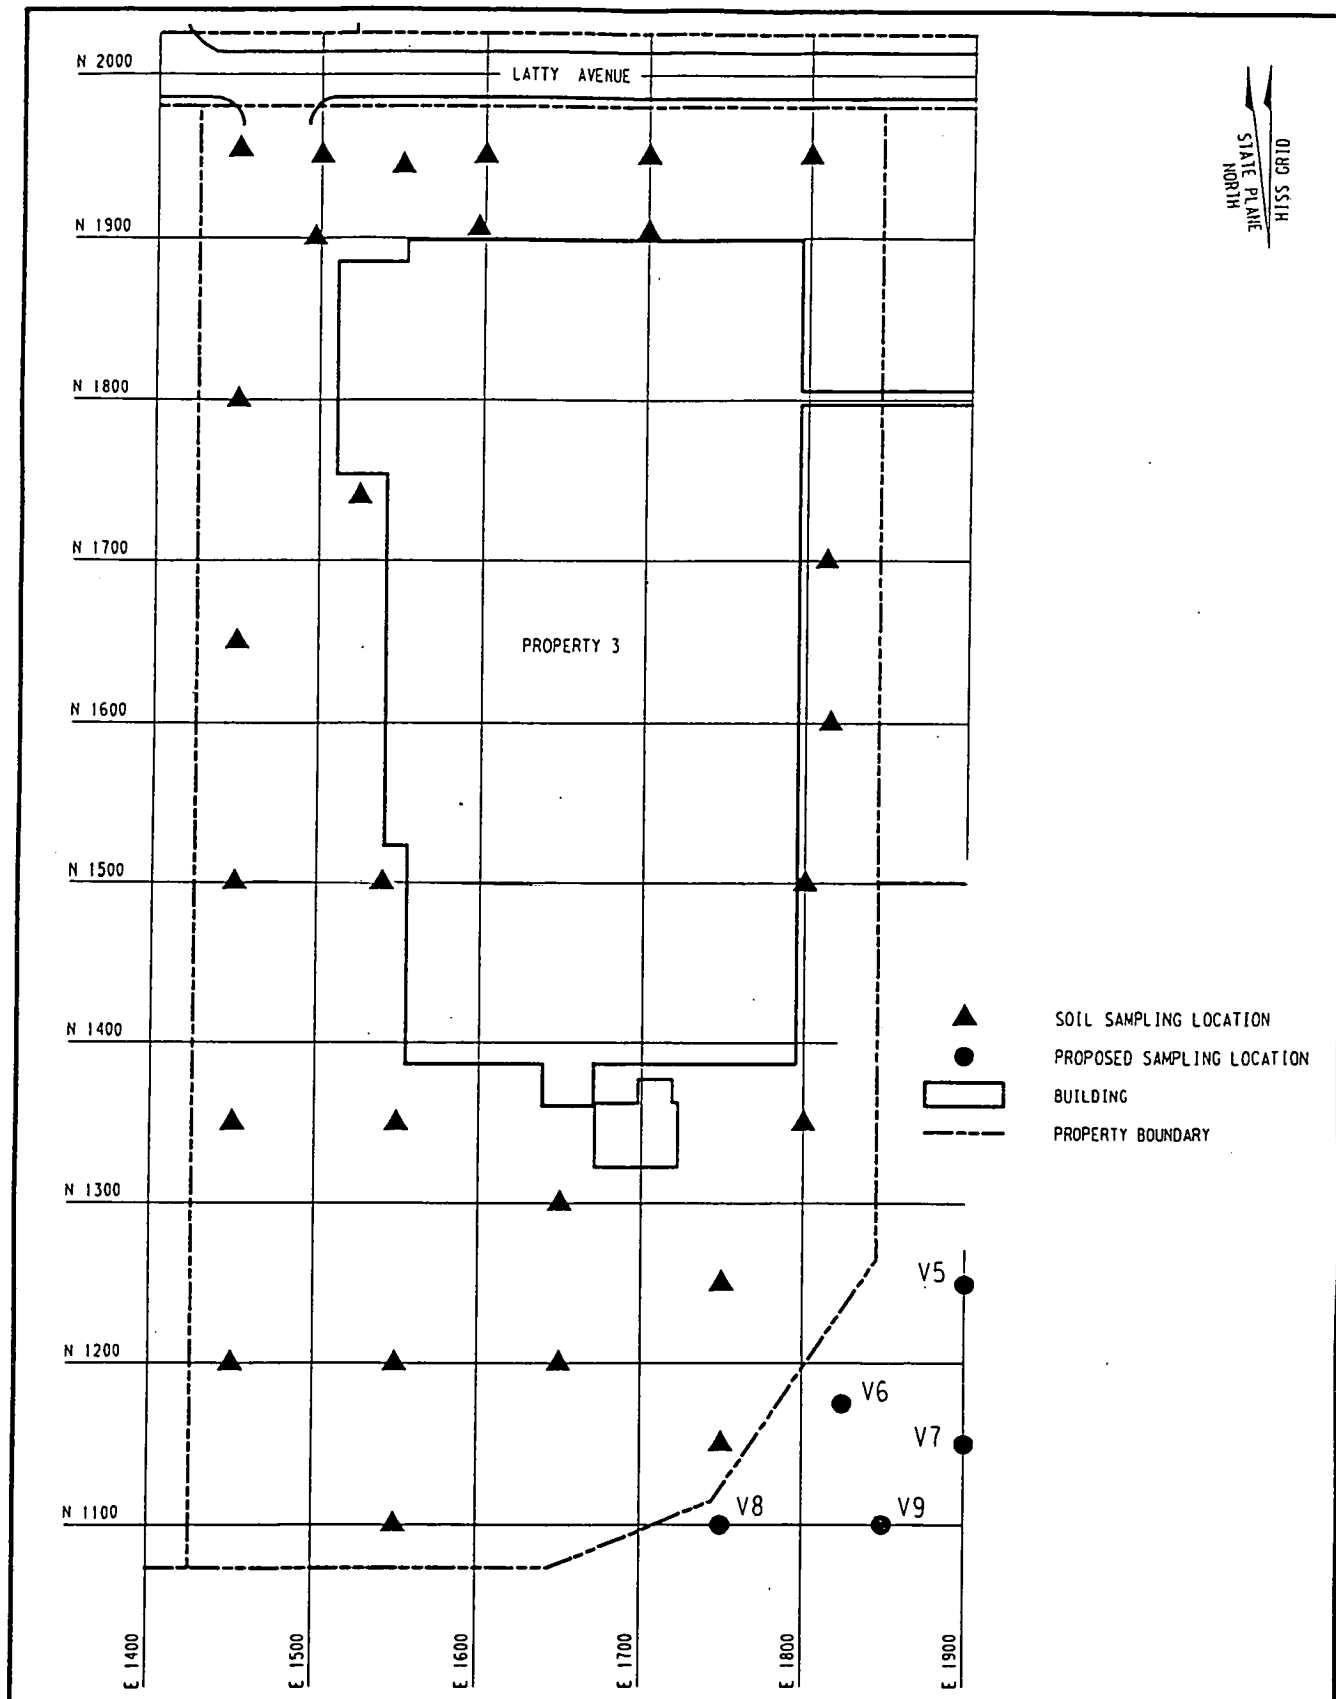 N 2000
LATTY AVENUE
HISS GRID
STATE PLANE
NORTH
N 1900
N 1800
N 1700
PROPERTY 3
N 1600
N 1500
N 1400
SOIL SAMPLING LOCATION
PROPOSED SAMPLING LOCATION
BUILDING
PROPERTY BOUNDARY
N 1300
V5
N 1200
V6
V7
N 1100
V8
V9
E 1400
E 1500
E 1600
E 1700
E 1800
E 1900